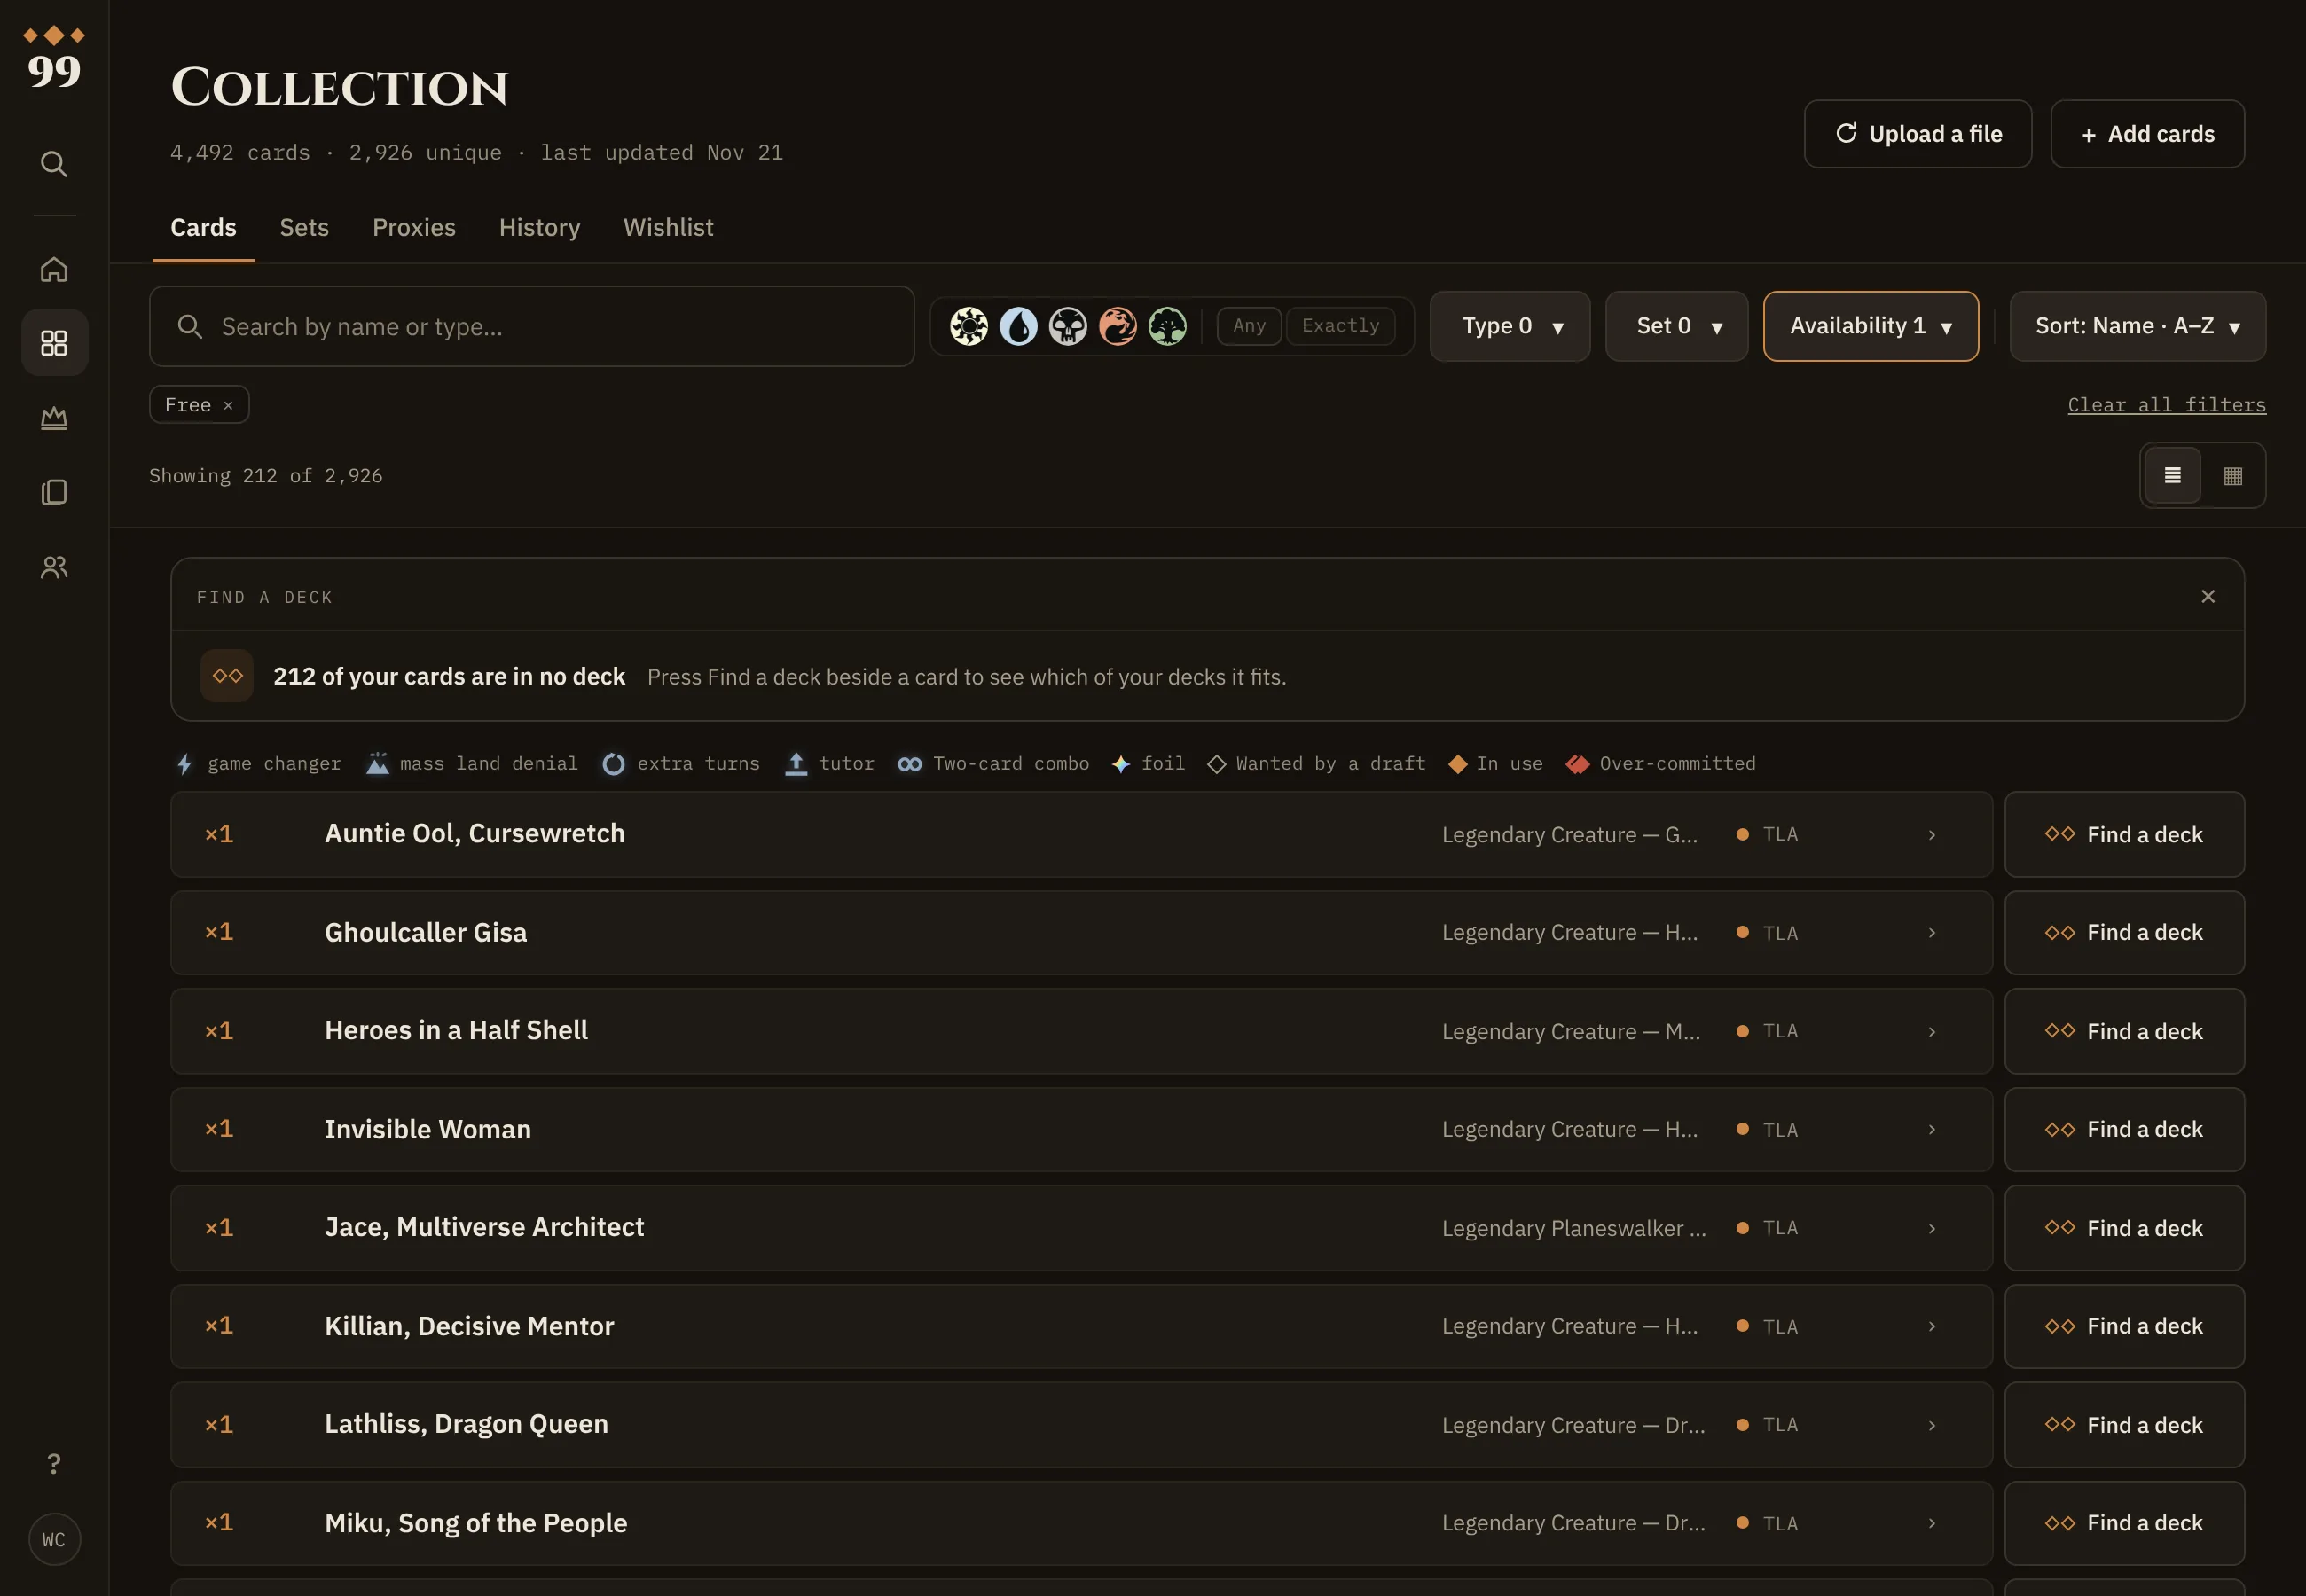 99
Collection
4,492 cards · 2,926 unique · last updated Nov 21
Upload a file
+ Add cards
Cards Sets Proxies History Wishlist
Search by name or type...
Any Exactly
Type 0 ▾
Set 0 ▾
Availability 1 ▾
Sort: Name · A–Z ▾
Free ×
Clear all filters
Showing 212 of 2,926
FIND A DECK ×
212 of your cards are in no deck Press Find a deck beside a card to see which of your decks it fits.
game changer mass land denial extra turns tutor Two-card combo foil Wanted by a draft In use Over-committed
×1 Auntie Ool, Cursewretch Legendary Creature — G... TLA › Find a deck
×1 Ghoulcaller Gisa Legendary Creature — H... TLA › Find a deck
×1 Heroes in a Half Shell Legendary Creature — M... TLA › Find a deck
×1 Invisible Woman Legendary Creature — H... TLA › Find a deck
×1 Jace, Multiverse Architect Legendary Planeswalker ... TLA › Find a deck
×1 Killian, Decisive Mentor Legendary Creature — H... TLA › Find a deck
×1 Lathliss, Dragon Queen Legendary Creature — Dr... TLA › Find a deck
×1 Miku, Song of the People Legendary Creature — Dr... TLA › Find a deck
?
WC